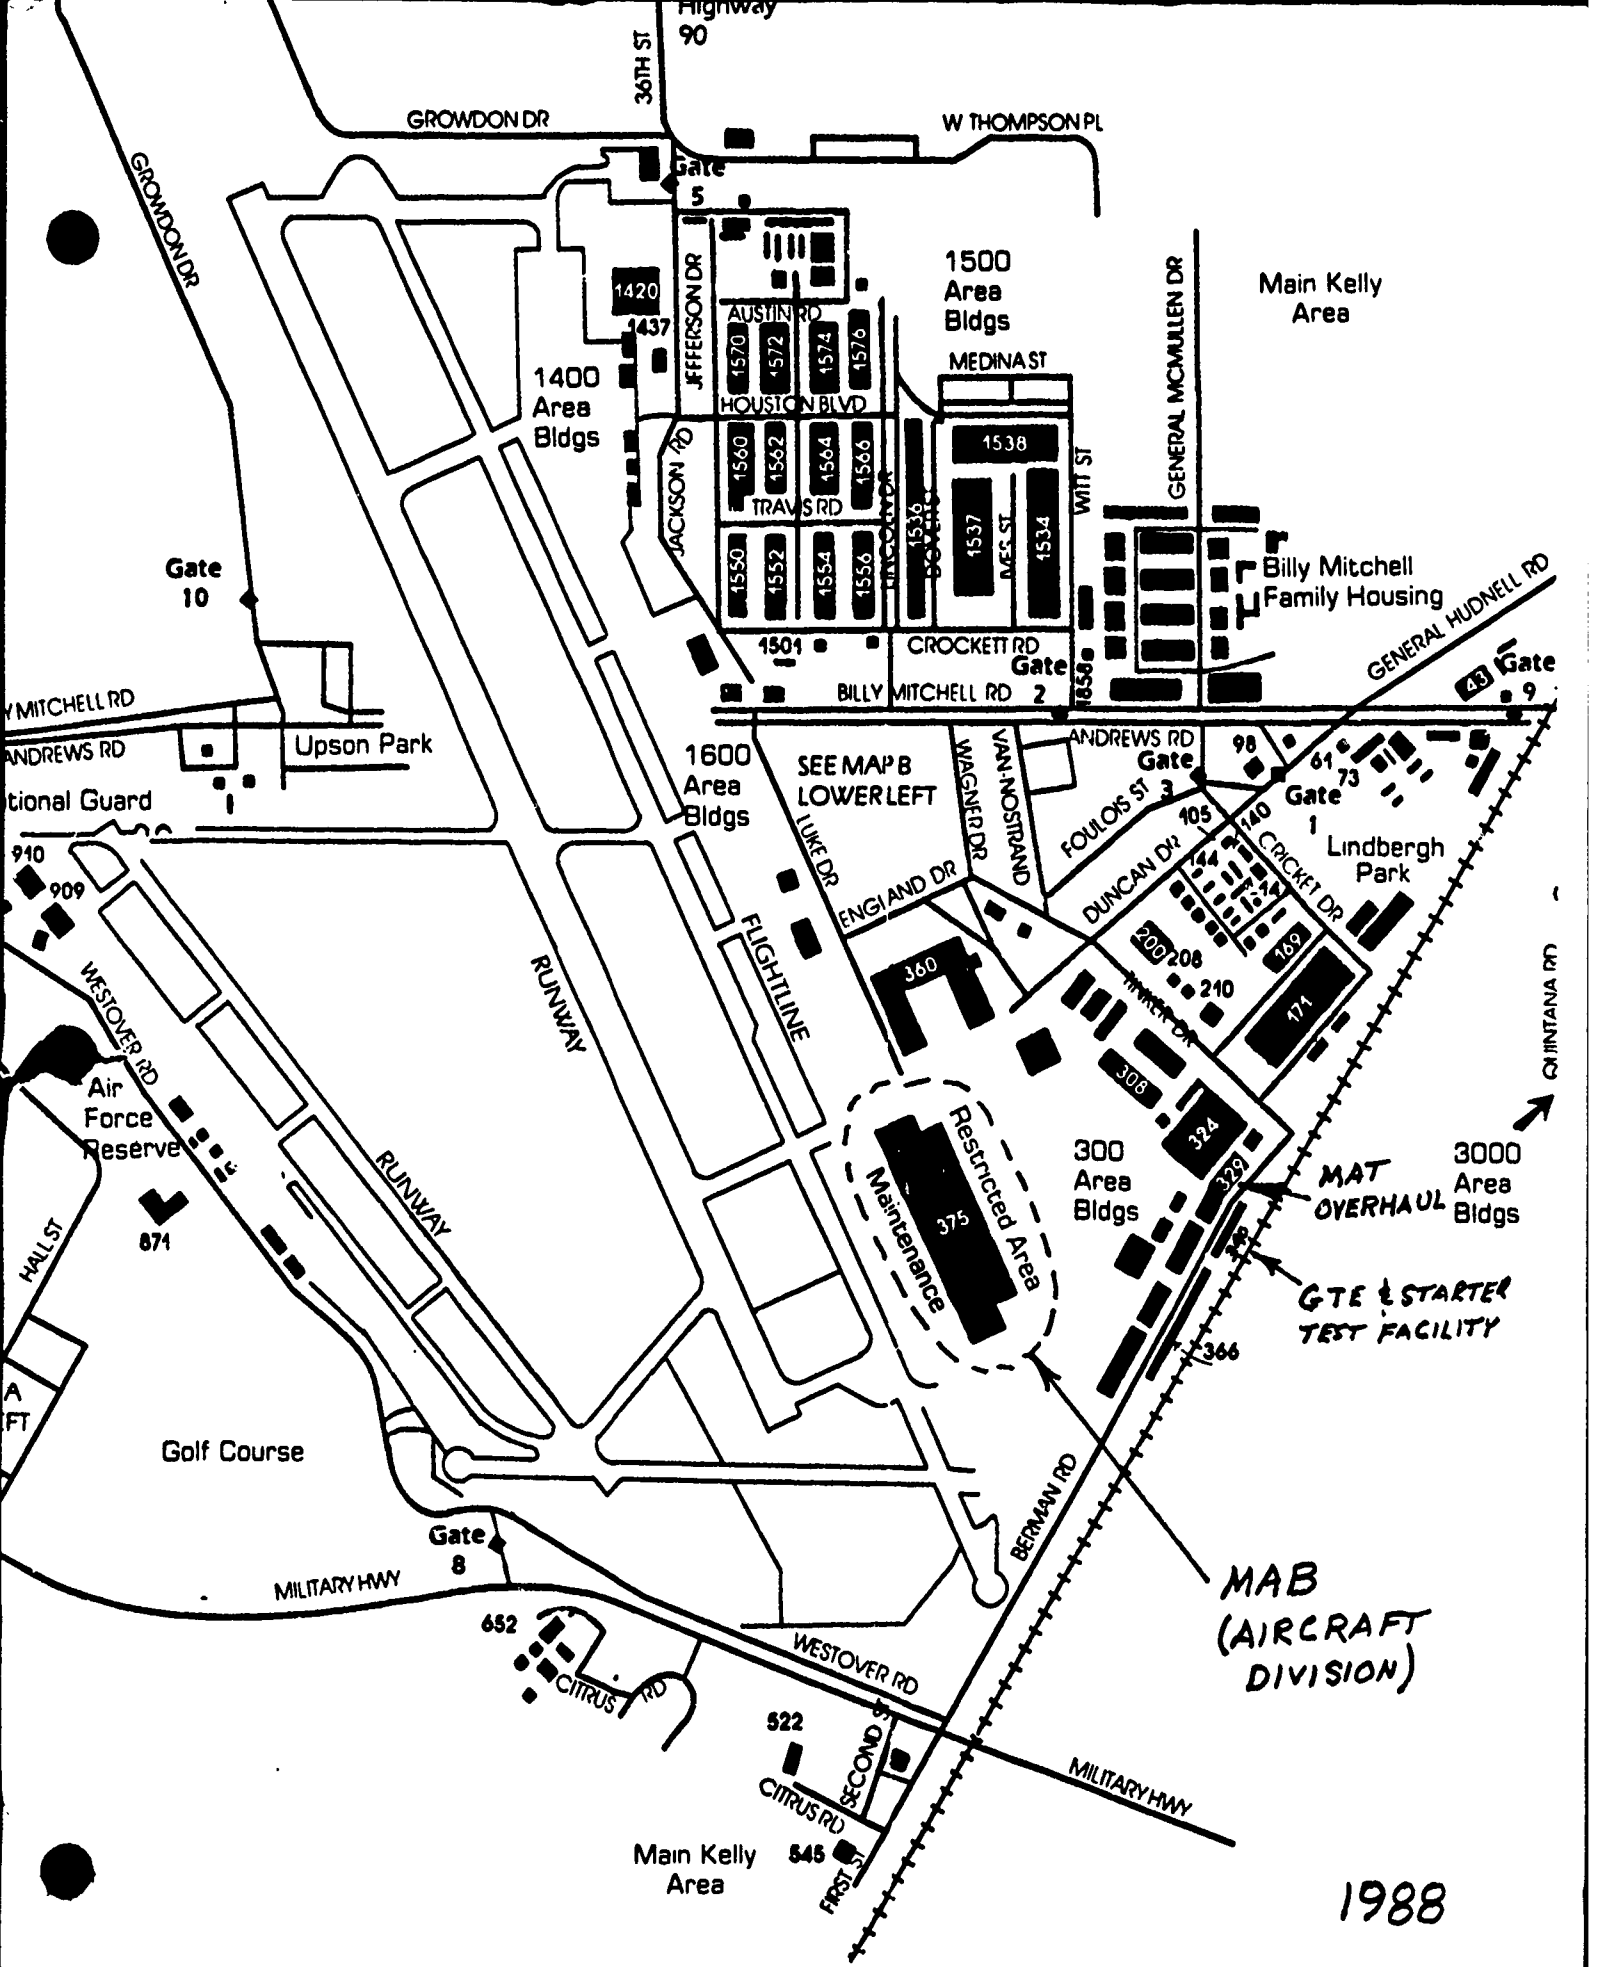 Highway
90
36TH ST
GROWDON DR
W THOMPSON PL
GROWDON DR
Gate
5
1500
Area
Bldgs
Main Kelly
Area
GENERAL MCMULLEN DR
JEFFERSON DR
1420
1437
AUSTIN RD
1570
1572
1574
1576
1400
Area
Bldgs
MEDINA ST
HOUSTON BLVD
JACKSON RD
1560
1562
1564
1566
1538
WITT ST
TRAVIS RD
LINCOLN DR
1536
1537
1534
1550
1552
1554
1556
Gate
10
Billy Mitchell
Family Housing
GENERAL HUDNELL RD
1501
CROCKETT RD
Gate
2
1858
43
Gate
9
Y MITCHELL RD
BILLY MITCHELL RD
ANDREWS RD
Upson Park
1600
Area
Bldgs
SEE MAP B
LOWER LEFT
WAGNER DR
VAN-NOSTRAND
ANDREWS RD
Gate
3
98
61
73
Gate
1
tional Guard
LUKE DR
FOULOIS ST
105
140
CRICKET DR
Lindbergh
Park
910
909
ENGLAND DR
DUNCAN DR
144
14
FLIGHTLINE
RUNWAY
360
200
208
210
169
171
TINKER DR
QUINTANA RD
WESTOVER RD
Air
Force
Reserve
308
324
329
Restricted Area
Maintenance
375
300
Area
Bldgs
MAT
OVERHAUL
3000
Area
Bldgs
RUNWAY
HALL ST
871
GTE & STARTER
TEST FACILITY
366
A
FT
Golf Course
BERMAN RD
Gate
8
MILITARY HWY
MAB
(AIRCRAFT
DIVISION)
652
CITRUS RD
WESTOVER RD
522
SECOND ST
MILITARY HWY
CITRUS RD
Main Kelly
Area
545
FIRST ST
1988